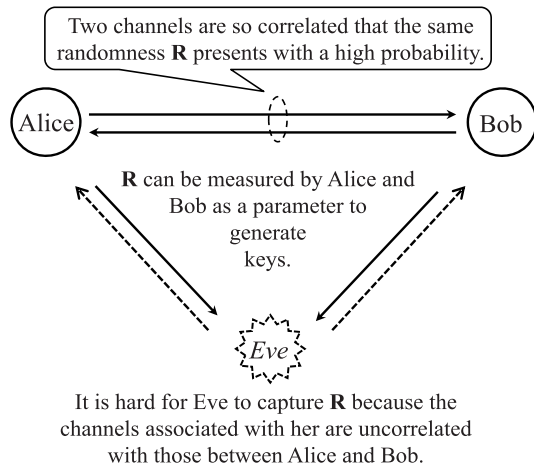 Two channels are so correlated that the same
randomness R presents with a high probability.
Alice
Bob
R can be measured by Alice and
Bob as a parameter to
generate
keys.
Eve
It is hard for Eve to capture R because the
channels associated with her are uncorrelated
with those between Alice and Bob.